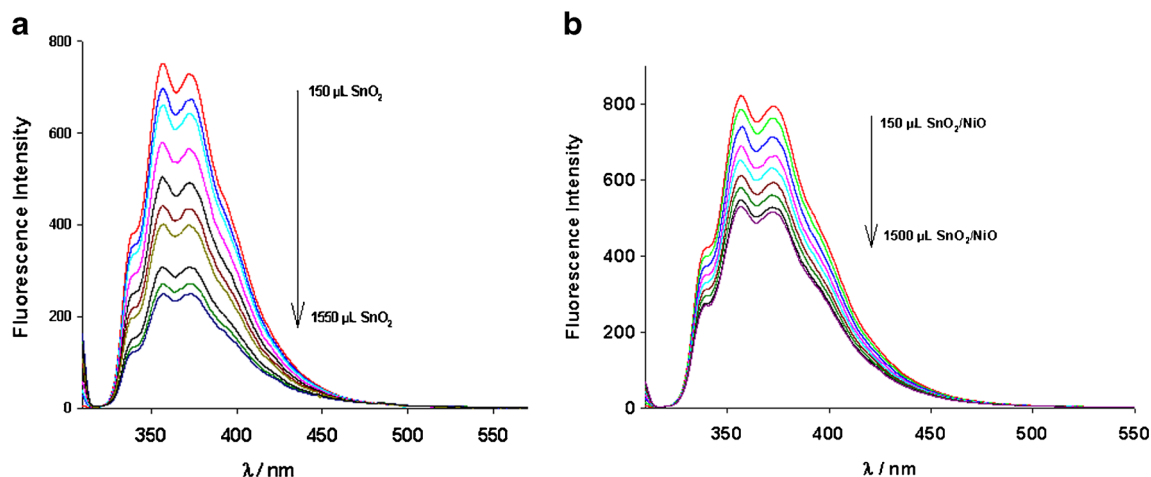 a
800
600
400
200
0
Fluorescence Intensity
150 µL SnO2
1550 µL SnO2
350 400 450 500 550
λ / nm
b
800
600
400
200
0
Fluorescence Intensity
150 µL SnO2/NiO
1500 µL SnO2/NiO
350 400 450 500 550
λ / nm